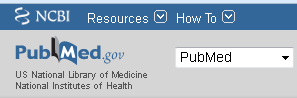 NCBI Resources How To
PubMed.gov PubMed
US National Library of Medicine
National Institutes of Health